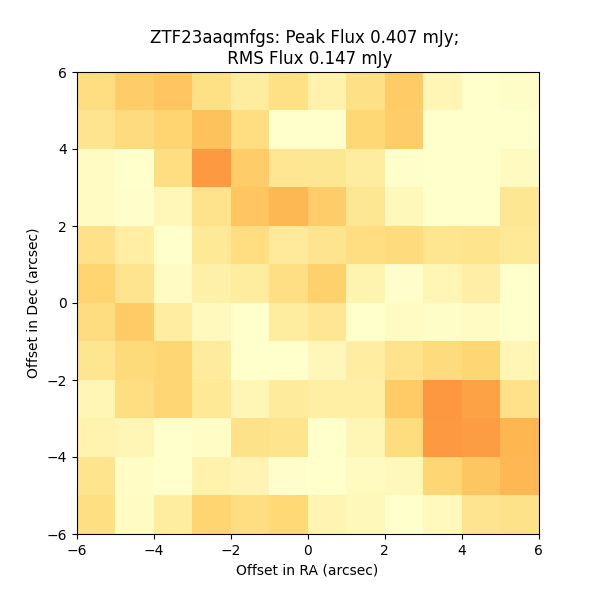 ZTF23aaqmfgs: Peak Flux 0.407 mJy;
RMS Flux 0.147 mJy
6
4
2
0
−2
−4
−6
Offset in Dec (arcsec)
−6 −4 −2 0 2 4 6
Offset in RA (arcsec)